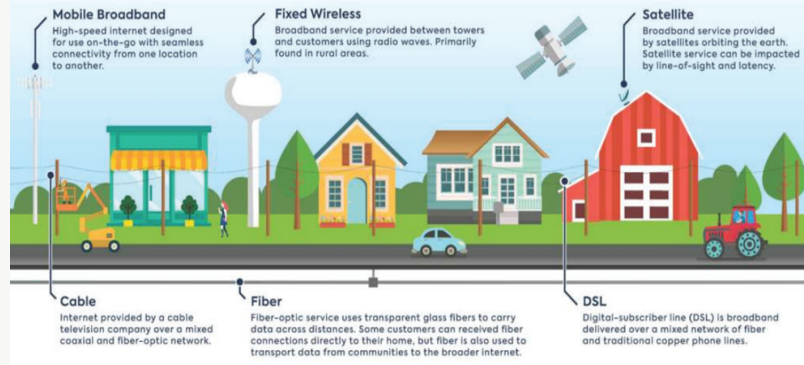 Mobile Broadband
High-speed internet designed
for use on-the-go with seamless
connectivity from one location
to another.
Fixed Wireless
Broadband service provided between towers
and customers using radio waves. Primarily
found in rural areas.
Satellite
Broadband service provided
by satellites orbiting the earth.
Satellite service can be impacted
by line-of-sight and latency.
Cable
Internet provided by a cable
television company over a mixed
coaxial and fiber-optic network.
Fiber
Fiber-optic service uses transparent glass fibers to carry
data across distances. Some customers can received fiber
connections directly to their home, but fiber is also used to
transport data from communities to the broader internet.
DSL
Digital-subscriber line (DSL) is broadband
delivered over a mixed network of fiber
and traditional copper phone lines.